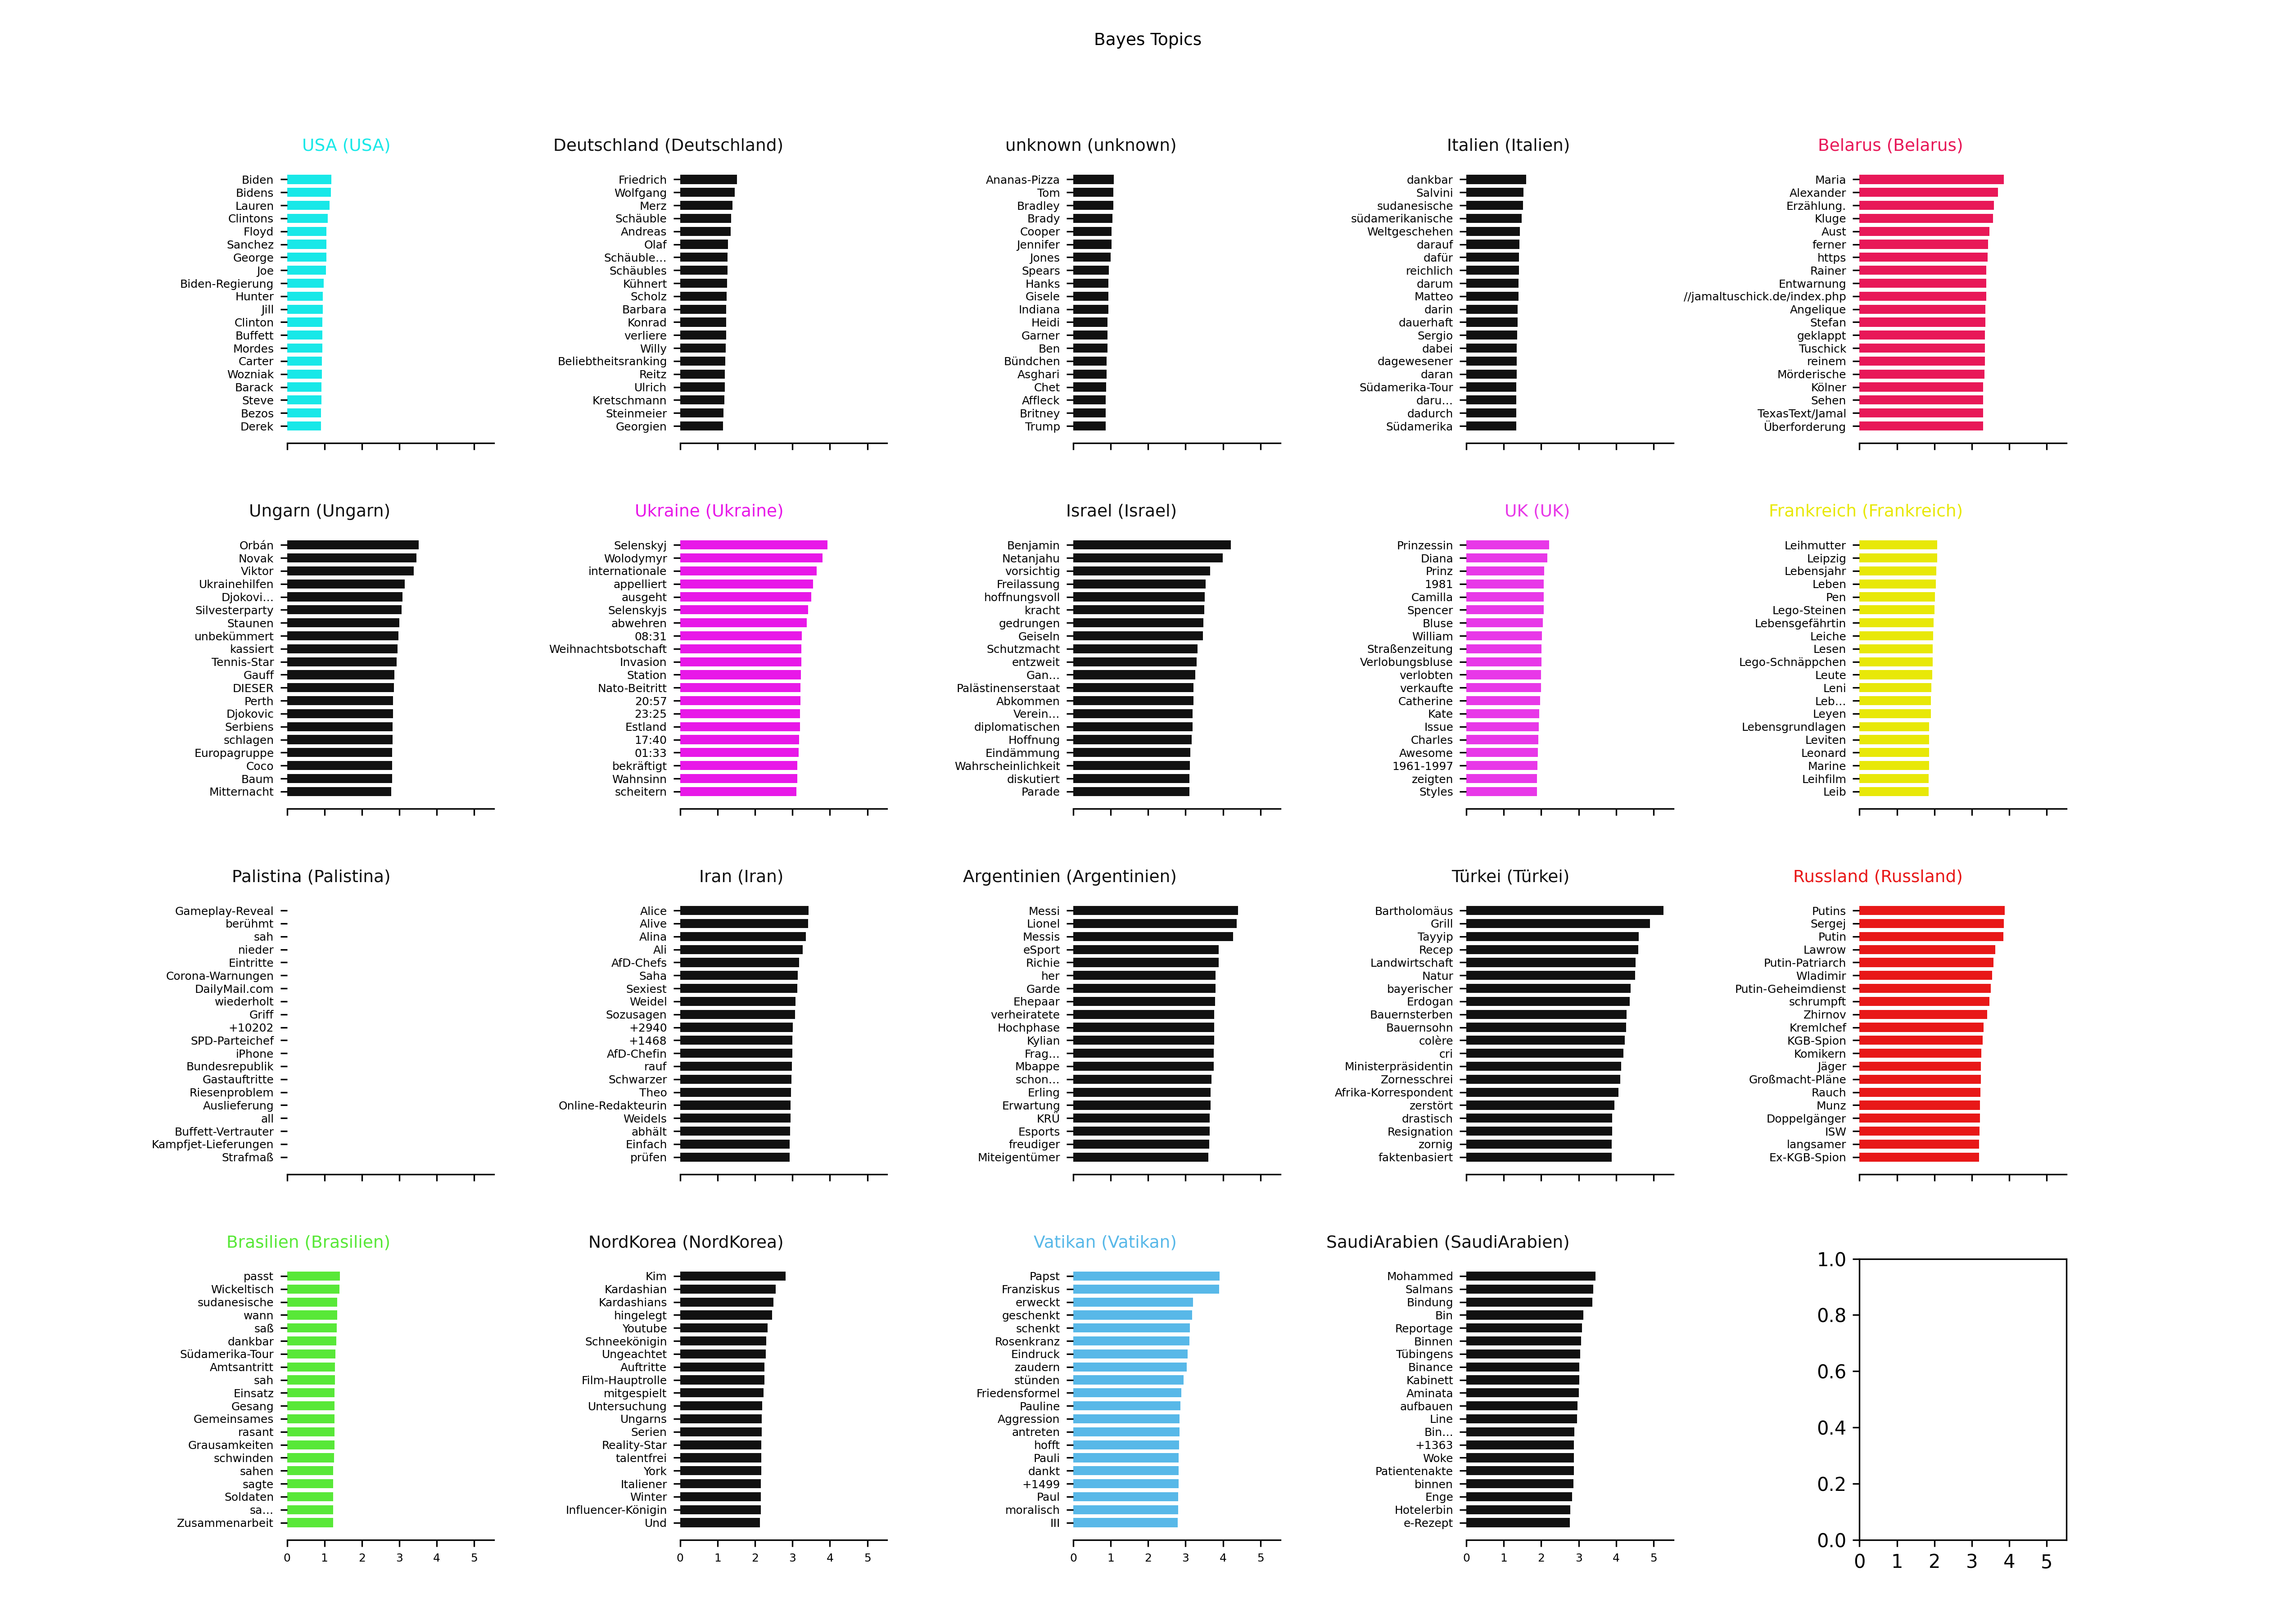 Bayes Topics
USA (USA)
Biden
Bidens
Lauren
Clintons
Floyd
Sanchez
George
Joe
Biden-Regierung
Hunter
Jill
Clinton
Buffett
Mordes
Carter
Wozniak
Barack
Steve
Bezos
Derek
Deutschland (Deutschland)
Friedrich
Wolfgang
Merz
Schäuble
Andreas
Olaf
Schäuble…
Schäubles
Kühnert
Scholz
Barbara
Konrad
verliere
Willy
Beliebtheitsranking
Reitz
Ulrich
Kretschmann
Steinmeier
Georgien
unknown (unknown)
Ananas-Pizza
Tom
Bradley
Brady
Cooper
Jennifer
Jones
Spears
Hanks
Gisele
Indiana
Heidi
Garner
Ben
Bündchen
Asghari
Chet
Affleck
Britney
Trump
Italien (Italien)
dankbar
Salvini
sudanesische
südamerikanische
Weltgeschehen
darauf
dafür
reichlich
darum
Matteo
darin
dauerhaft
Sergio
dabei
dagewesener
daran
Südamerika-Tour
daru…
dadurch
Südamerika
Belarus (Belarus)
Maria
Alexander
Erzählung.
Kluge
Aust
ferner
https
Rainer
Entwarnung
//jamaltuschick.de/index.php
Angelique
Stefan
geklappt
Tuschick
reinem
Mörderische
Kölner
Sehen
TexasText/Jamal
Überforderung
Ungarn (Ungarn)
Orbán
Novak
Viktor
Ukrainehilfen
Djokovi…
Silvesterparty
Staunen
unbekümmert
kassiert
Tennis-Star
Gauff
DIESER
Perth
Djokovic
Serbiens
schlagen
Europagruppe
Coco
Baum
Mitternacht
Ukraine (Ukraine)
Selenskyj
Wolodymyr
internationale
appelliert
ausgeht
Selenskyjs
abwehren
08:31
Weihnachtsbotschaft
Invasion
Station
Nato-Beitritt
20:57
23:25
Estland
17:40
01:33
bekräftigt
Wahnsinn
scheitern
Israel (Israel)
Benjamin
Netanjahu
vorsichtig
Freilassung
hoffnungsvoll
kracht
gedrungen
Geiseln
Schutzmacht
entzweit
Gan…
Palästinenserstaat
Abkommen
Verein…
diplomatischen
Hoffnung
Eindämmung
Wahrscheinlichkeit
diskutiert
Parade
UK (UK)
Prinzessin
Diana
Prinz
1981
Camilla
Spencer
Bluse
William
Straßenzeitung
Verlobungsbluse
verlobten
verkaufte
Catherine
Kate
Issue
Charles
Awesome
1961-1997
zeigten
Styles
Frankreich (Frankreich)
Leihmutter
Leipzig
Lebensjahr
Leben
Pen
Lego-Steinen
Lebensgefährtin
Leiche
Lesen
Lego-Schnäppchen
Leute
Leni
Leb…
Leyen
Lebensgrundlagen
Leviten
Leonard
Marine
Leihfilm
Leib
Palistina (Palistina)
Gameplay-Reveal
berühmt
sah
nieder
Eintritte
Corona-Warnungen
DailyMail.com
wiederholt
Griff
+10202
SPD-Parteichef
iPhone
Bundesrepublik
Gastauftritte
Riesenproblem
Auslieferung
all
Buffett-Vertrauter
Kampfjet-Lieferungen
Strafmaß
Iran (Iran)
Alice
Alive
Alina
Ali
AfD-Chefs
Saha
Sexiest
Weidel
Sozusagen
+2940
+1468
AfD-Chefin
rauf
Schwarzer
Theo
Online-Redakteurin
Weidels
abhält
Einfach
prüfen
Argentinien (Argentinien)
Messi
Lionel
Messis
eSport
Richie
her
Garde
Ehepaar
verheiratete
Hochphase
Kylian
Frag…
Mbappe
schon…
Erling
Erwartung
KRÜ
Esports
freudiger
Miteigentümer
Türkei (Türkei)
Bartholomäus
Grill
Tayyip
Recep
Landwirtschaft
Natur
bayerischer
Erdogan
Bauernsterben
Bauernsohn
colère
cri
Ministerpräsidentin
Zornesschrei
Afrika-Korrespondent
zerstört
drastisch
Resignation
zornig
faktenbasiert
Russland (Russland)
Putins
Sergej
Putin
Lawrow
Putin-Patriarch
Wladimir
Putin-Geheimdienst
schrumpft
Zhirnov
Kremlchef
KGB-Spion
Komikern
Jäger
Großmacht-Pläne
Rauch
Munz
Doppelgänger
ISW
langsamer
Ex-KGB-Spion
Brasilien (Brasilien)
passt
Wickeltisch
sudanesische
wann
saß
dankbar
Südamerika-Tour
Amtsantritt
sah
Einsatz
Gesang
Gemeinsames
rasant
Grausamkeiten
schwinden
sahen
sagte
Soldaten
sa…
Zusammenarbeit
0 1 2 3 4 5
NordKorea (NordKorea)
Kim
Kardashian
Kardashians
hingelegt
Youtube
Schneekönigin
Ungeachtet
Auftritte
Film-Hauptrolle
mitgespielt
Untersuchung
Ungarns
Serien
Reality-Star
talentfrei
York
Italiener
Winter
Influencer-Königin
Und
0 1 2 3 4 5
Vatikan (Vatikan)
Papst
Franziskus
erweckt
geschenkt
schenkt
Rosenkranz
Eindruck
zaudern
stünden
Friedensformel
Pauline
Aggression
antreten
hofft
Pauli
dankt
+1499
Paul
moralisch
III
0 1 2 3 4 5
SaudiArabien (SaudiArabien)
Mohammed
Salmans
Bindung
Bin
Reportage
Binnen
Tübingens
Binance
Kabinett
Aminata
aufbauen
Line
Bin…
+1363
Woke
Patientenakte
binnen
Enge
Hotelerbin
e-Rezept
0 1 2 3 4 5
1.0
0.8
0.6
0.4
0.2
0.0
0 1 2 3 4 5